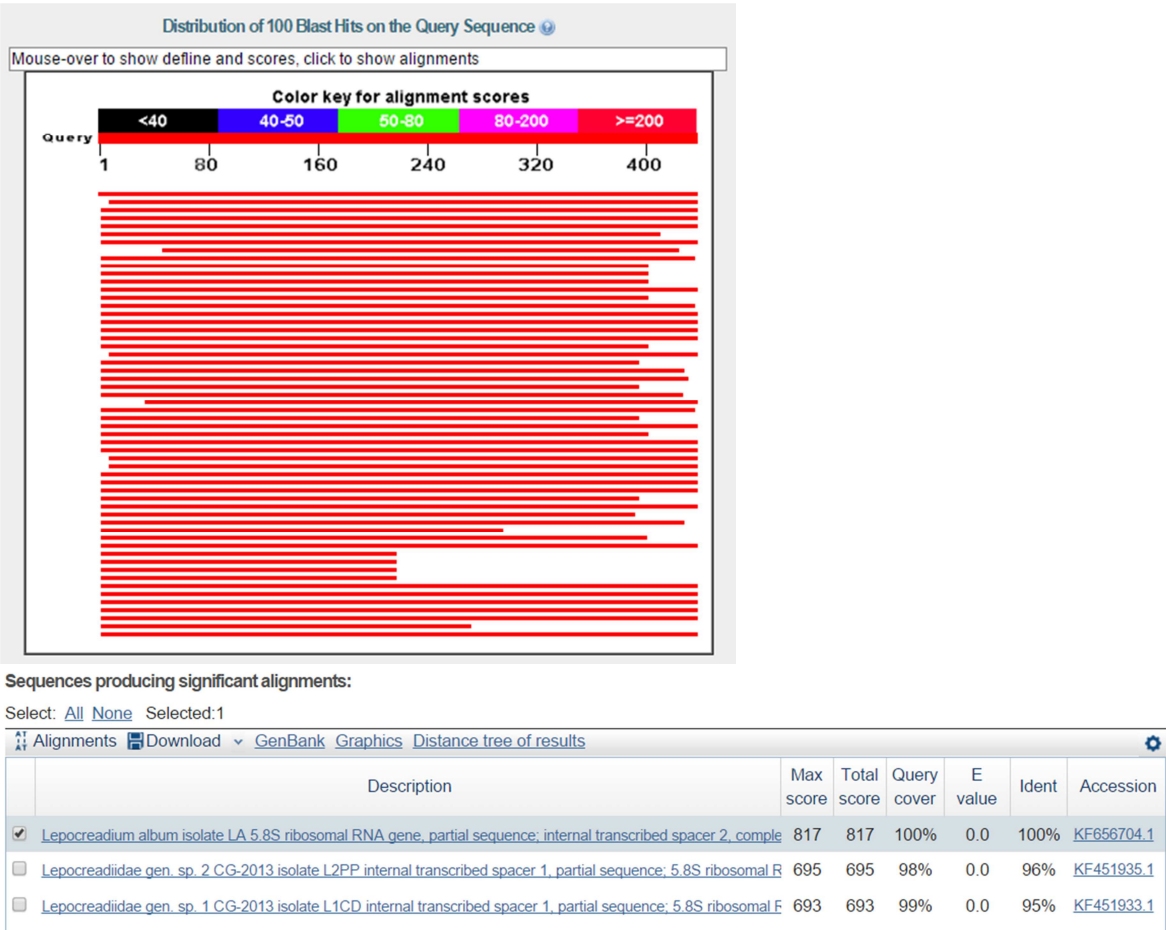 Distribution of 100 Blast Hits on the Query Sequence
Mouse-over to show defline and scores, click to show alignments
Color key for alignment scores
<40 40-50 50-80 80-200 >=200
Query
1 80 160 240 320 400
Sequences producing significant alignments:
Select: All None Selected:1
Alignments Download GenBank Graphics Distance tree of results
Description Max score Total score Query cover E value Ident Accession
Lepocreadium album isolate LA 5.8S ribosomal RNA gene, partial sequence; internal transcribed spacer 2, comple 817 817 100% 0.0 100% KF656704.1
Lepocreadiidae gen. sp. 2 CG-2013 isolate L2PP internal transcribed spacer 1, partial sequence; 5.8S ribosomal R 695 695 98% 0.0 96% KF451935.1
Lepocreadiidae gen. sp. 1 CG-2013 isolate L1CD internal transcribed spacer 1, partial sequence; 5.8S ribosomal F 693 693 99% 0.0 95% KF451933.1